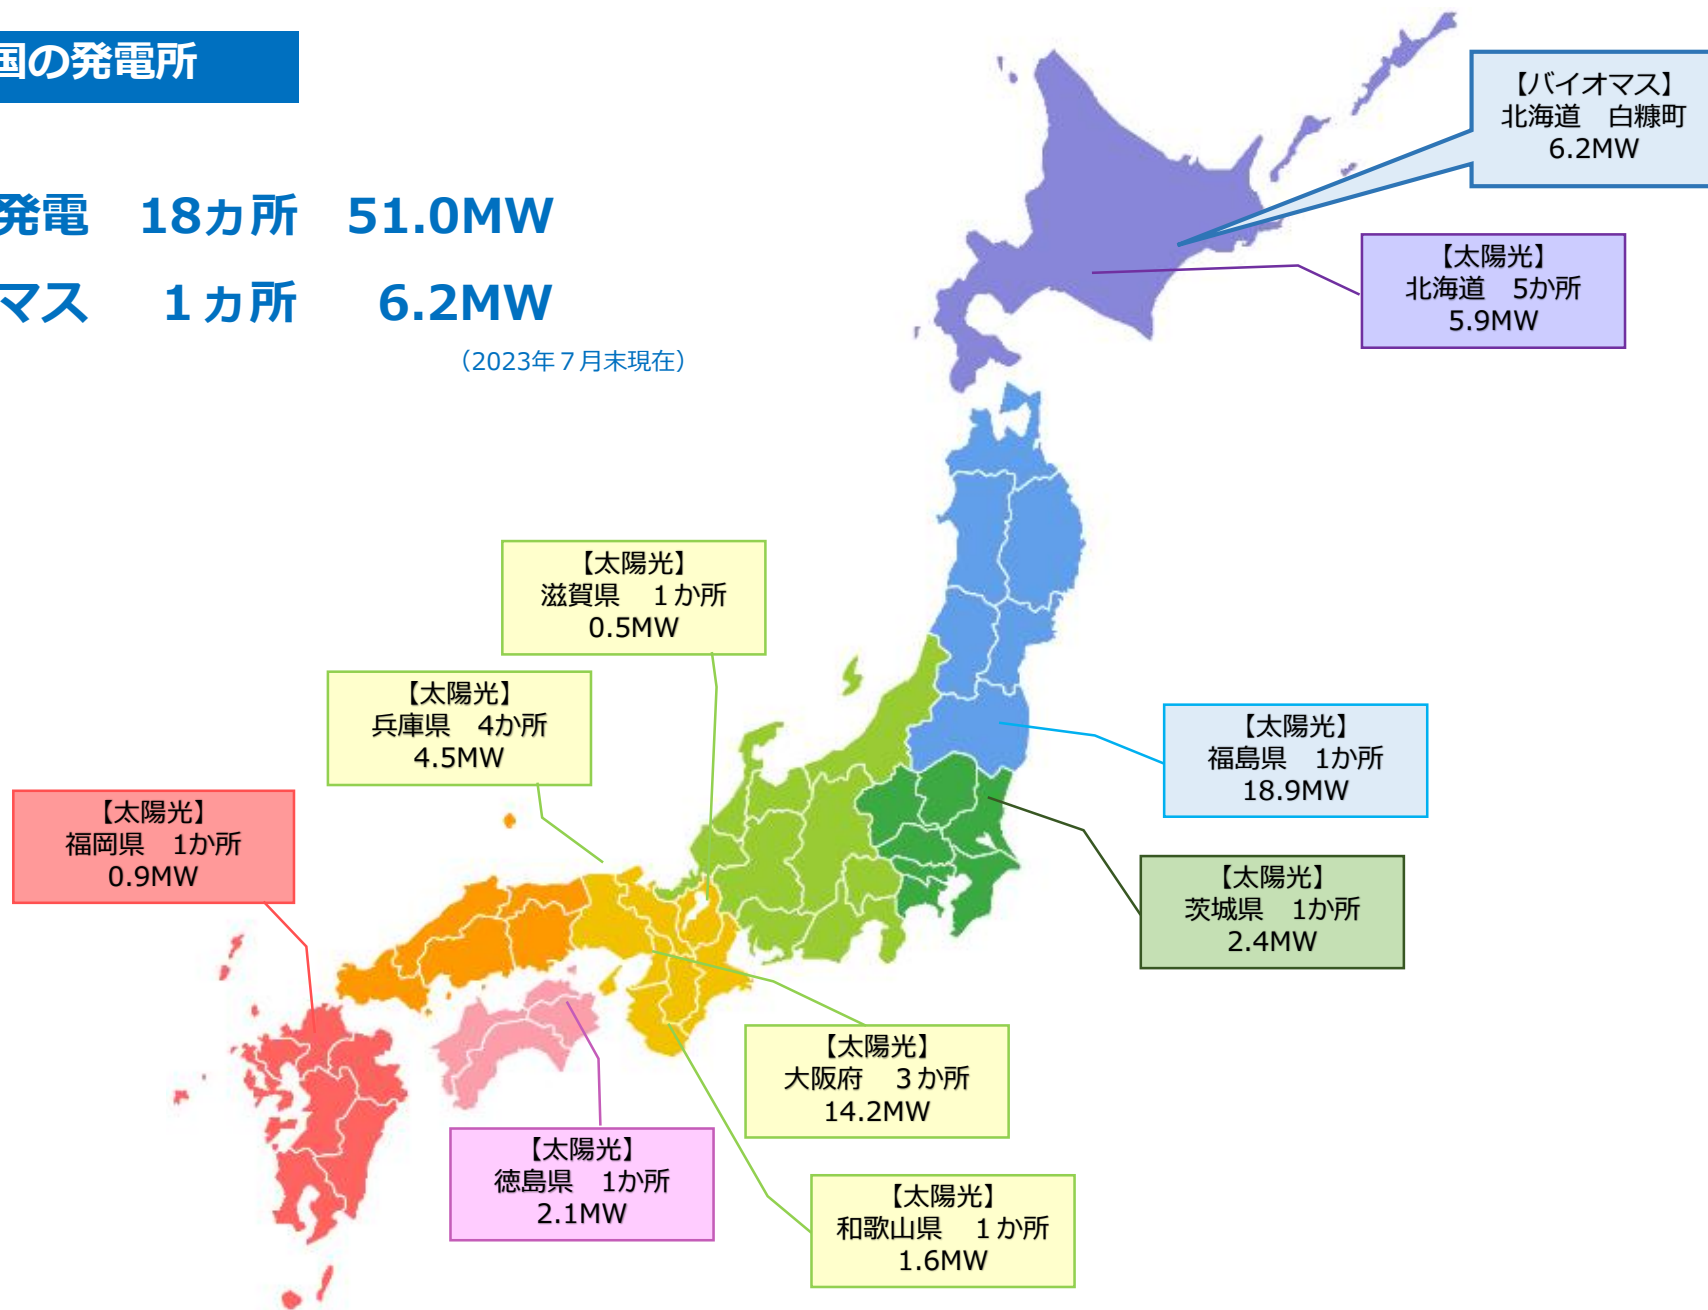 国の発電所
発電　18カ所　51.0MW
マス　１カ所　6.2MW
（2023年７月末現在）
【バイオマス】
北海道　白糠町
6.2MW
【太陽光】
北海道　5か所
5.9MW
【太陽光】
滋賀県　１か所
0.5MW
【太陽光】
兵庫県　4か所
4.5MW
【太陽光】
福島県　1か所
18.9MW
【太陽光】
福岡県　1か所
0.9MW
【太陽光】
茨城県　1か所
2.4MW
【太陽光】
大阪府　３か所
14.2MW
【太陽光】
徳島県　1か所
2.1MW
【太陽光】
和歌山県　１か所
1.6MW